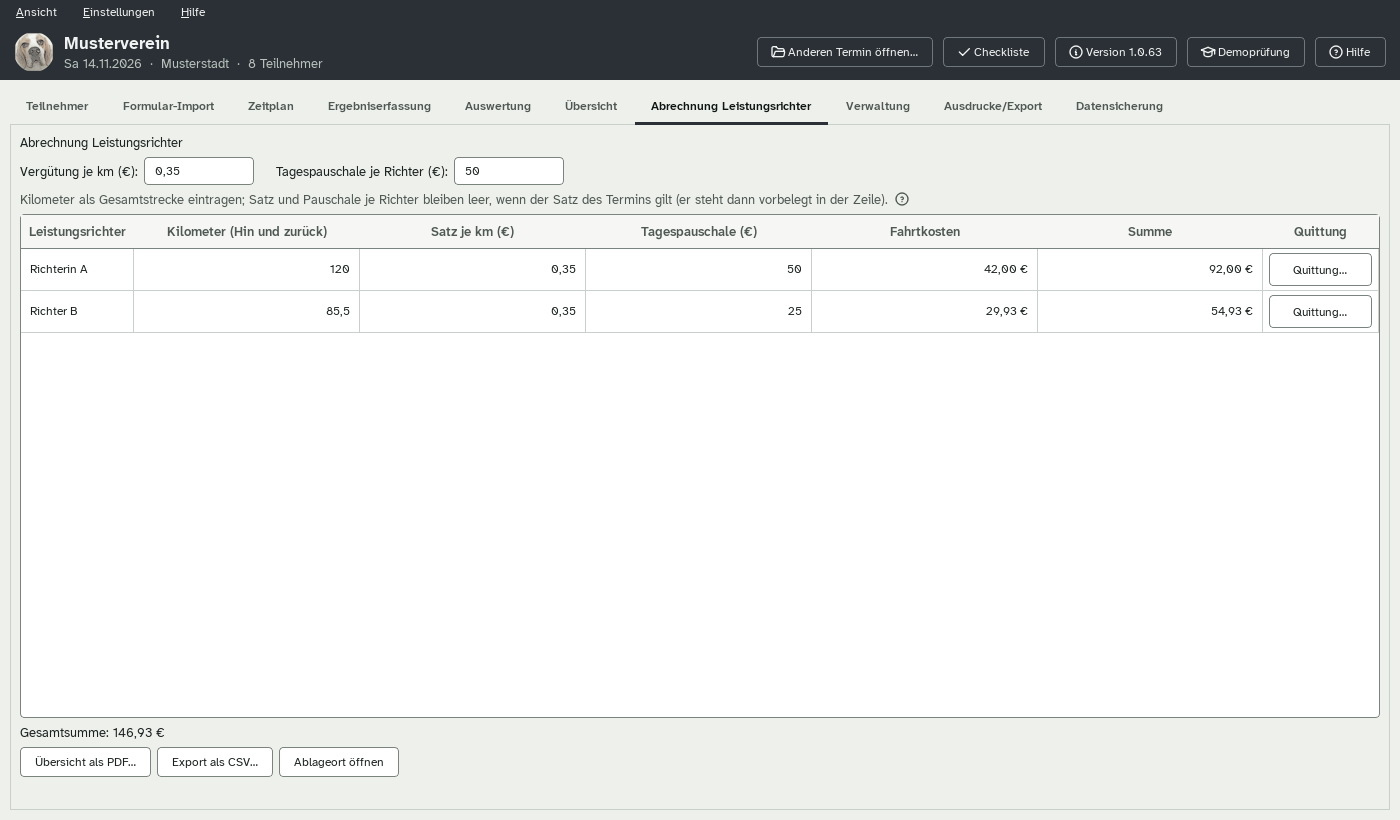 Ansicht Einstellungen Hilfe
Musterverein
Sa 14.11.2026 · Musterstadt · 8 Teilnehmer
Anderen Termin öffnen... Checkliste Version 1.0.63 Demoprüfung Hilfe
Teilnehmer Formular-Import Zeitplan Ergebniserfassung Auswertung Übersicht Abrechnung Leistungsrichter Verwaltung Ausdrucke/Export Datensicherung
Abrechnung Leistungsrichter
Vergütung je km (€): 0,35 Tagespauschale je Richter (€): 50
Kilometer als Gesamtstrecke eintragen; Satz und Pauschale je Richter bleiben leer, wenn der Satz des Termins gilt (er steht dann vorbelegt in der Zeile).
Leistungsrichter Kilometer (Hin und zurück) Satz je km (€) Tagespauschale (€) Fahrtkosten Summe Quittung
Richterin A 120 0,35 50 42,00 € 92,00 € Quittung...
Richter B 85,5 0,35 25 29,93 € 54,93 € Quittung...
Gesamtsumme: 146,93 €
Übersicht als PDF... Export als CSV... Ablageort öffnen